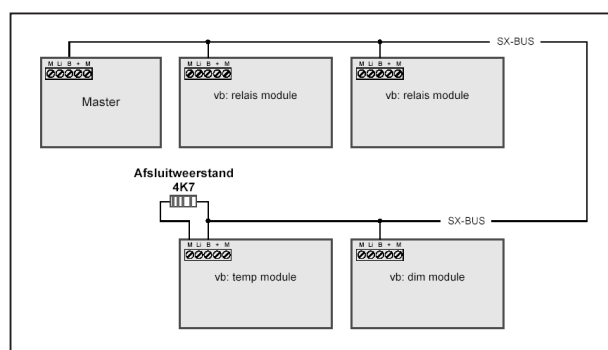 SX-BUS
M Li B + M
M Li B + M
M Li B + M
Master
vb: relais module
vb: relais module
Afsluitweerstand
4K7
SX-BUS
M Li B + M
M Li B + M
vb: temp module
vb: dim module